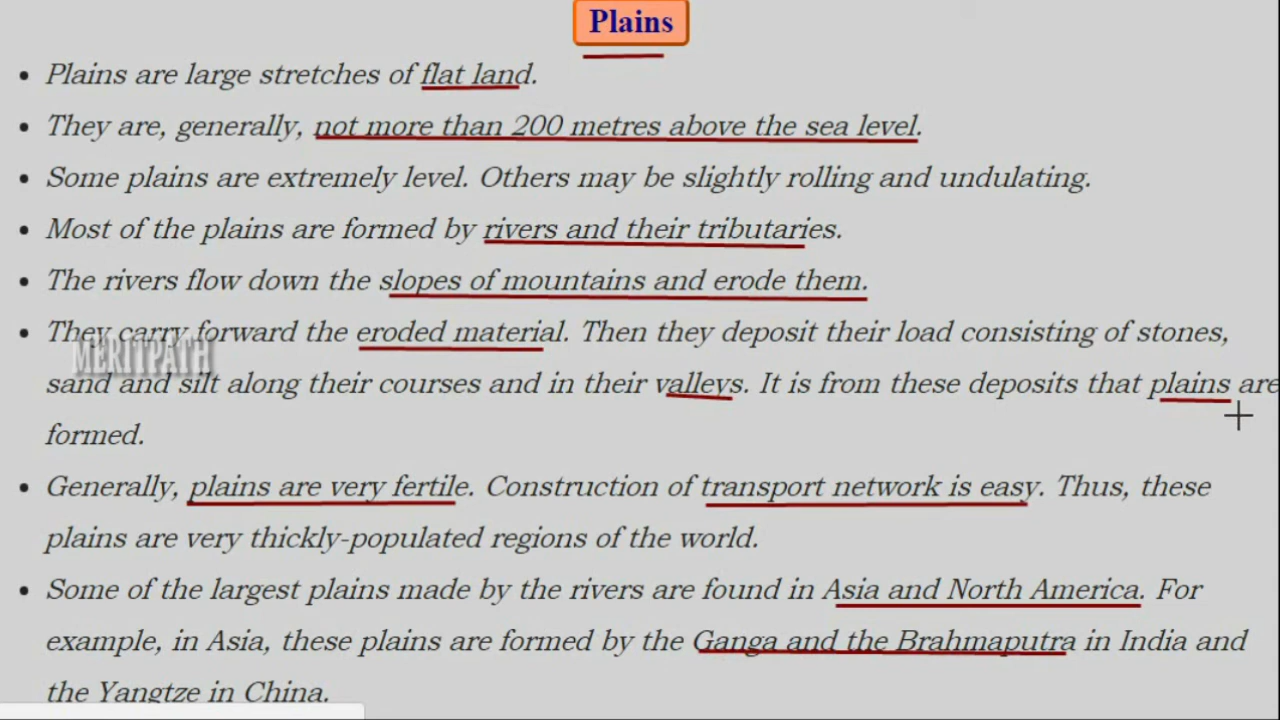 Plains
• Plains are large stretches of flat land.
• They are, generally, not more than 200 metres above the sea level.
• Some plains are extremely level. Others may be slightly rolling and undulating.
• Most of the plains are formed by rivers and their tributaries.
• The rivers flow down the slopes of mountains and erode them.
• They carry forward the eroded material. Then they deposit their load consisting of stones,
MERITPATH
sand and silt along their courses and in their valleys. It is from these deposits that plains are
formed.
• Generally, plains are very fertile. Construction of transport network is easy. Thus, these
plains are very thickly-populated regions of the world.
• Some of the largest plains made by the rivers are found in Asia and North America. For
example, in Asia, these plains are formed by the Ganga and the Brahmaputra in India and
the Yangtze in China.